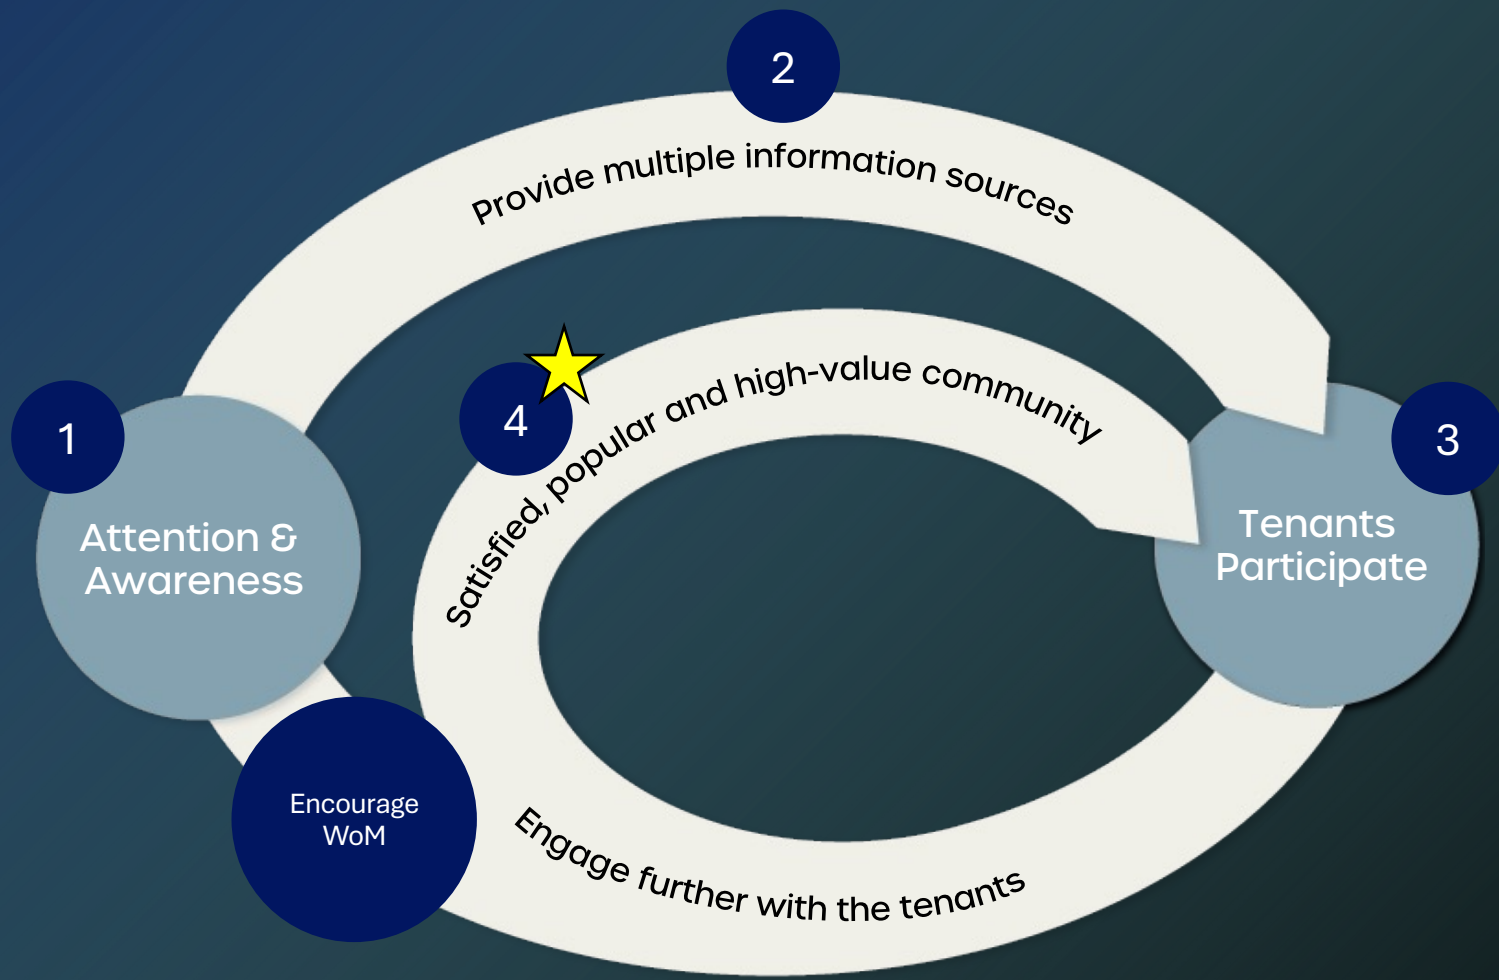 2
Provide multiple information sources
1
Attention &
Awareness
4
Satisfied, popular and high-value community
3
Tenants
Participate
Encourage
WoM
Engage further with the tenants